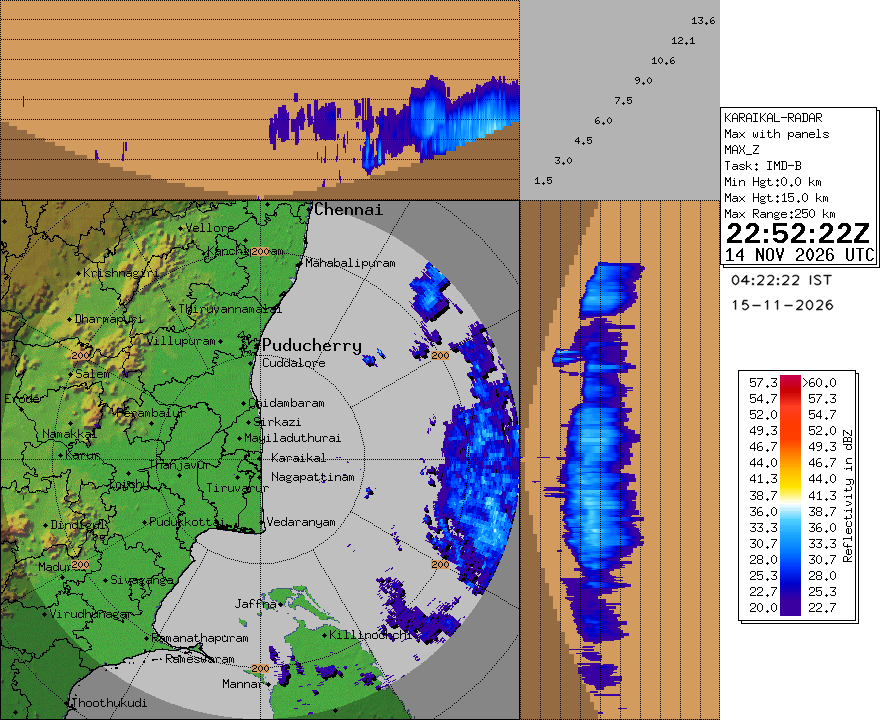 13.6
12.1
10.6
9.0
7.5
6.0
4.5
3.0
1.5
KARAIKAL-RADAR
Max with panels
MAX_Z
Task: IMD-B
Min Hgt:0.0 km
Max Hgt:15.0 km
Max Range:250 km
22:52:22Z
14 NOV 2026 UTC
04:22:22 IST
15-11-2026
Chennai
Vellore
200
Mahabalipuram
Krishnagiri
Thiruvannamalai
Dharmapuri
Villupuram
Puducherry
200
200
Cuddalore
Salem
Erode
Chidambaram
Perambalur
Sirkazi
Namakkal
Mayiladuthurai
Karur
Karaikal
Thanjavur
Nagapattinam
Tiruvarur
Dindigul
Pudukkottai
Vedaranyam
200
200
Madurai
Sivaganga
Jaffna
Virudhunagar
Ramanathapuram
Killinochchi
Rameswaram
200
Mannar
Thoothukudi
57.3 >60.0
54.7 57.3
52.0 54.7
49.3 52.0
46.7 49.3
44.0 46.7
41.3 44.0
38.7 41.3
36.0 38.7
33.3 36.0
30.7 33.3
28.0 30.7
25.3 28.0
22.7 25.3
20.0 22.7
Reflectivity in dBZ